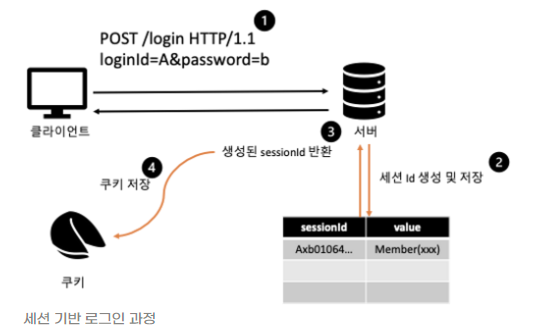 1
POST /login HTTP/1.1
loginId=A&password=b
클라이언트
서버
3
생성된 sessionId 반환
2
세션 Id 생성 및 저장
4
쿠키 저장
쿠키
sessionId value
Axb01064... Member(xxx)
세션 기반 로그인 과정